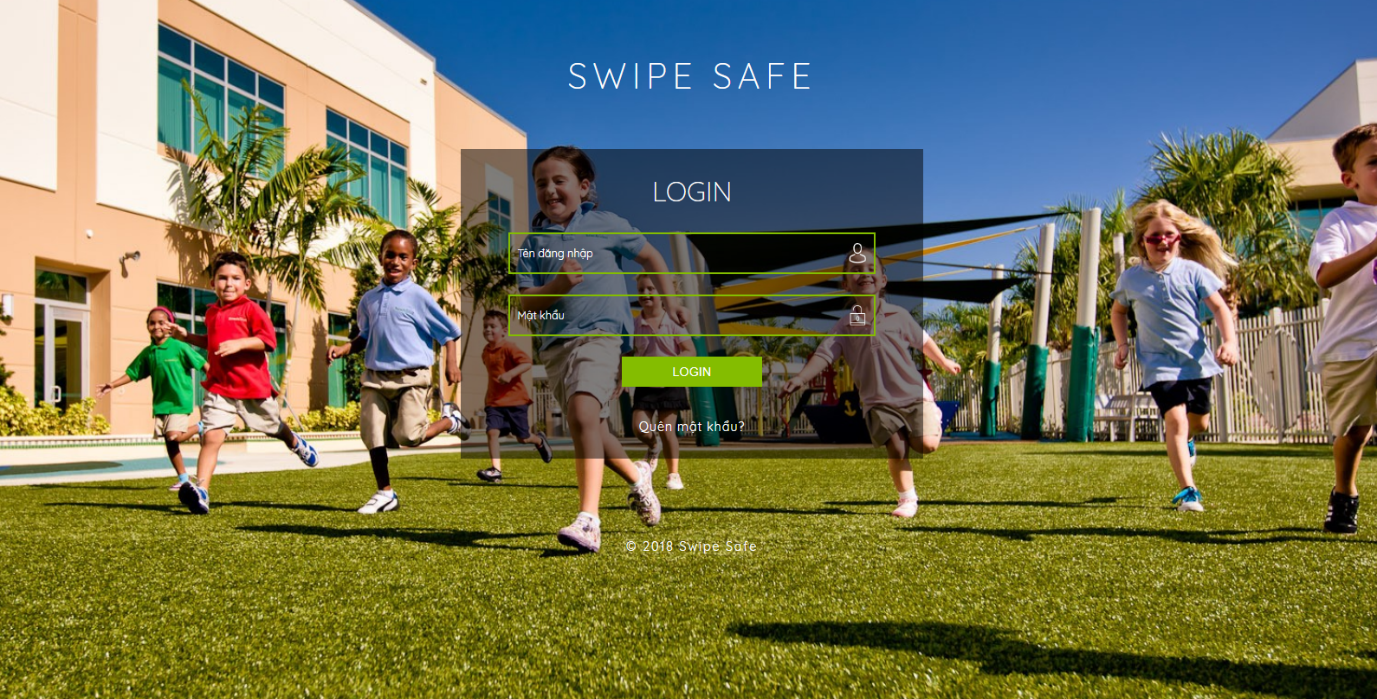 SWIPE SAFE
LOGIN
Tên đăng nhập
Mật khẩu
LOGIN
Quên mật khẩu?
© 2018 Swipe Safe